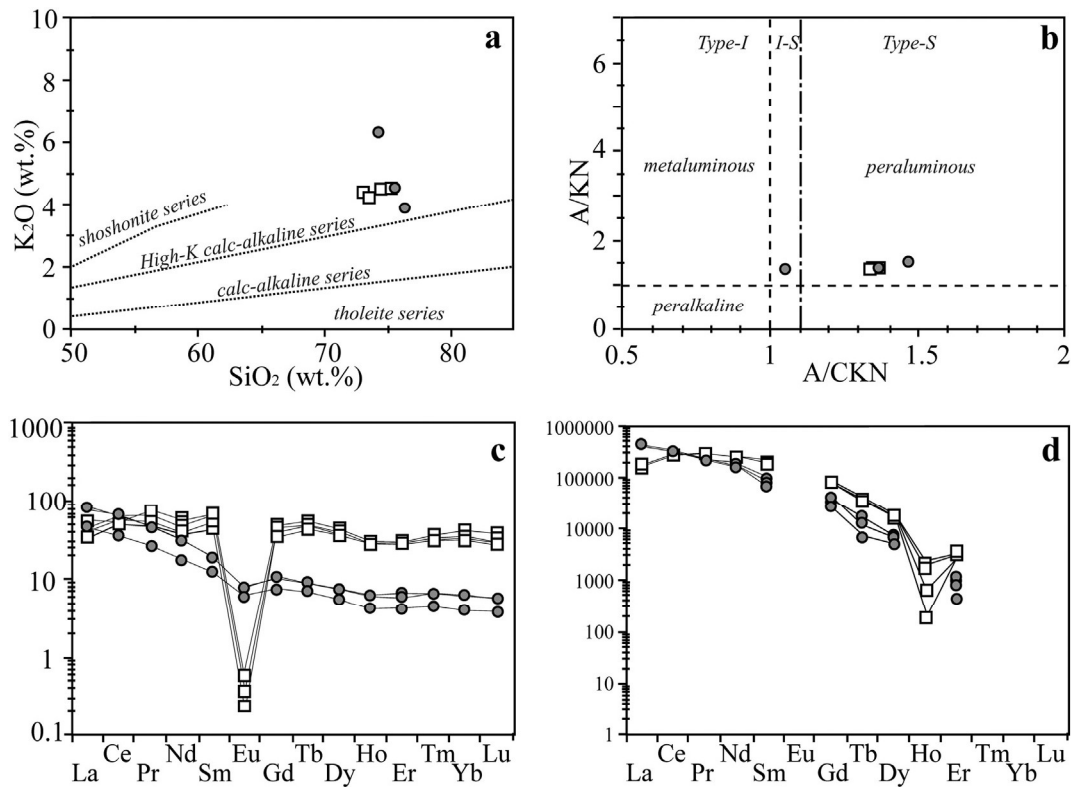 a
10
8
6
4
2
0
K₂O (wt.%)
shoshonite series
High-K calc-alkaline series
calc-alkaline series
tholeite series
50
60
70
80
SiO₂ (wt.%)
b
Type-I
I-S
Type-S
metaluminous
peraluminous
peralkaline
6
4
2
0
A/KN
0.5
1
1.5
2
A/CKN
c
1000
100
10
1
0.1
La Ce Pr Nd Sm Eu Gd Tb Dy Ho Er Tm Yb Lu
d
1000000
100000
10000
1000
100
10
1
La Ce Pr Nd Sm Eu Gd Tb Dy Ho Er Tm Yb Lu